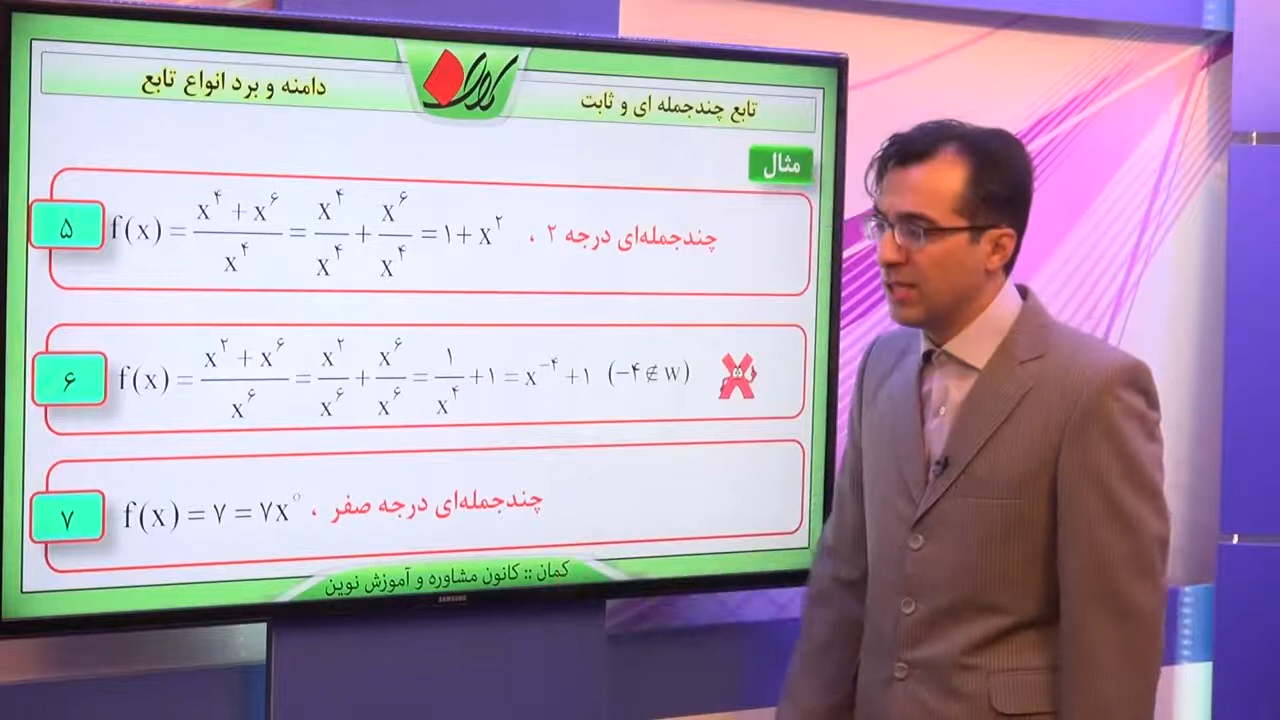 تابع چندجمله ای و ثابت
کمان
دامنه و برد انواع تابع
مثال
۵
f(x) = (x^۴ + x^۶)/x^۴ = x^۴/x^۴ + x^۶/x^۴ = ۱ + x^۲ ، چندجمله‌ای درجه ۲
۶
f(x) = (x^۲ + x^۶)/x^۶ = x^۲/x^۶ + x^۶/x^۶ = ۱/x^۴ + ۱ = x^−۴ + ۱ (−۴ ∉ W)
۷
f(x) = ۷ = ۷x^۰ ، چندجمله‌ای درجه صفر
کمان :: کانون مشاوره و آموزش نوین
SAMSUNG